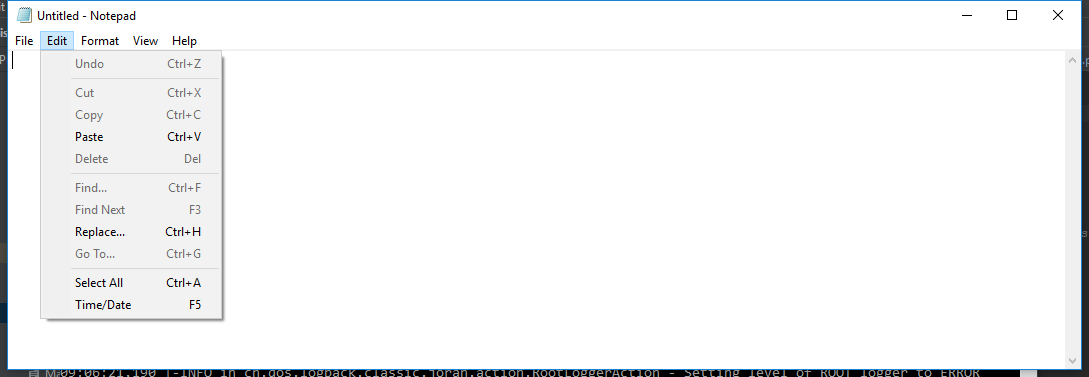 Untitled - Notepad
File Edit Format View Help
Undo Ctrl+Z
Cut Ctrl+X
Copy Ctrl+C
Paste Ctrl+V
Delete Del
Find... Ctrl+F
Find Next F3
Replace... Ctrl+H
Go To... Ctrl+G
Select All Ctrl+A
Time/Date F5
09:06:21,190 |-INFO in ch.qos.logback.classic.joran.action.RootLoggerAction - Setting level of ROOT logger to ERROR